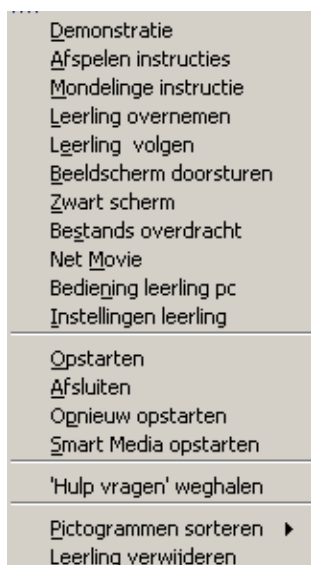 Demonstratie
Afspelen instructies
Mondelinge instructie
Leerling overnemen
Leerling  volgen
Beeldscherm doorsturen
Zwart scherm
Bestands overdracht
Net Movie
Bediening leerling pc
Instellingen leerling
Opstarten
Afsluiten
Opnieuw opstarten
Smart Media opstarten
'Hulp vragen' weghalen
Pictogrammen sorteren
Leerling verwijderen